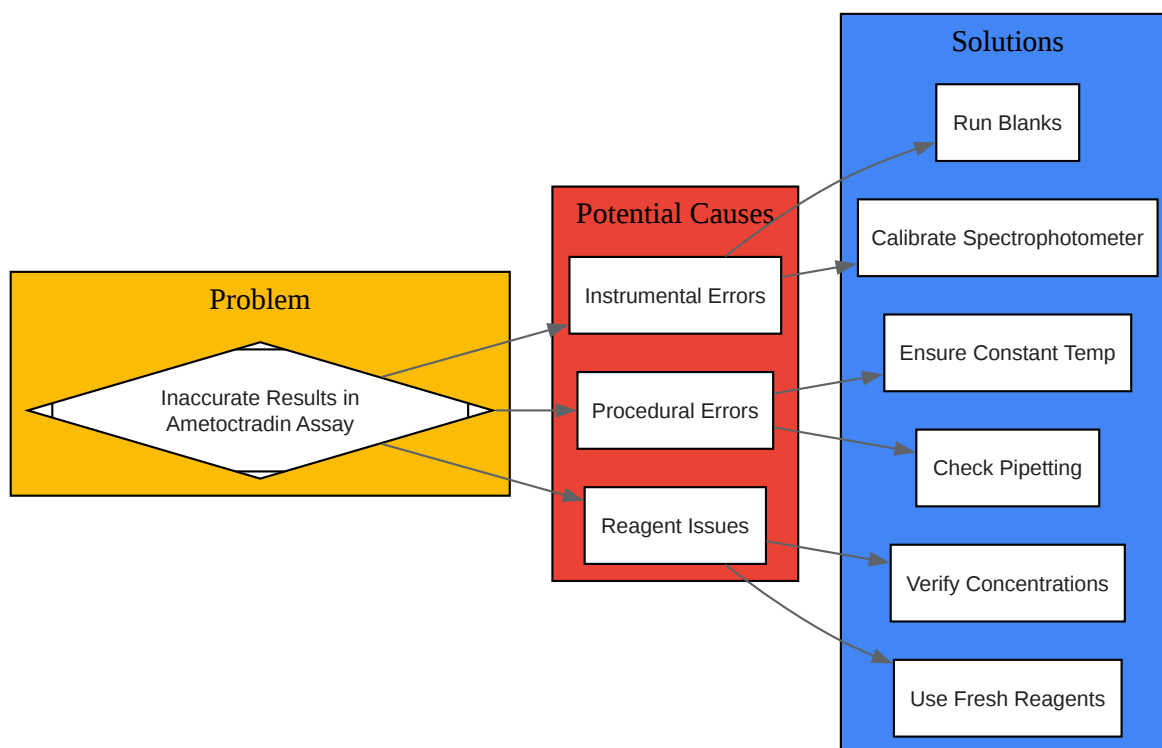 Problem
Inaccurate Results in
Ametoctradin Assay
Potential Causes
Instrumental Errors
Procedural Errors
Reagent Issues
Solutions
Run Blanks
Calibrate Spectrophotometer
Ensure Constant Temp
Check Pipetting
Verify Concentrations
Use Fresh Reagents